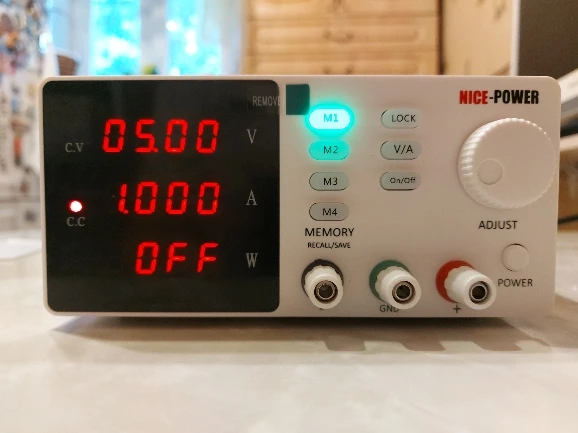 REMOVE
NICE-POWER
C.V
05.00
V
1.000
A
C.C
OFF
W
M1
M2
M3
M4
MEMORY
RECALL/SAVE
LOCK
V/A
On/Off
ADJUST
POWER
-
GND
+